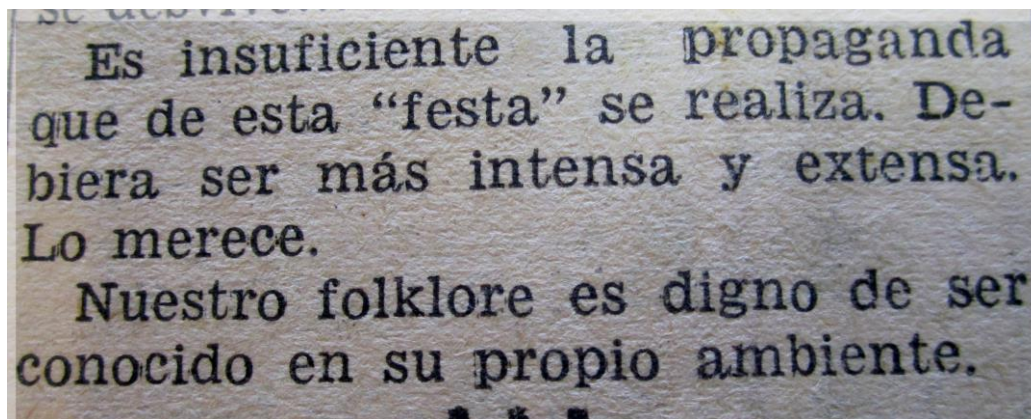 Es insuficiente la propaganda
que de esta “festa” se realiza. De-
biera ser más intensa y extensa.
Lo merece.
Nuestro folklore es digno de ser
conocido en su propio ambiente.
* * *